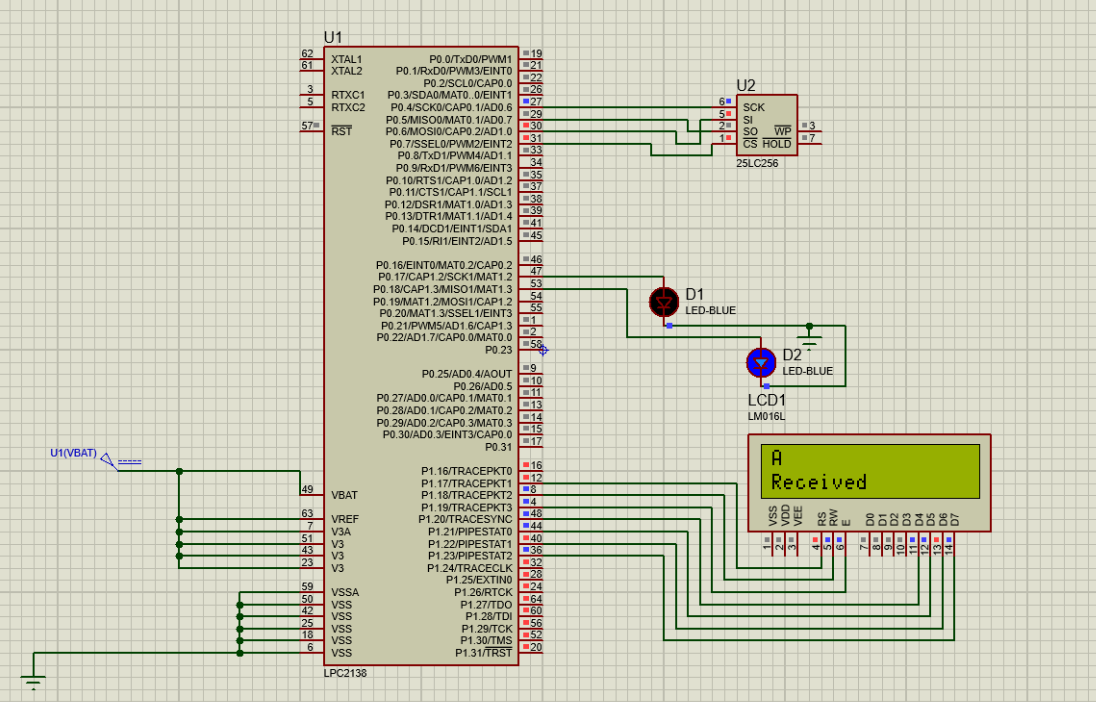 U1
62 XTAL1 P0.0/TxD0/PWM1 19
61 XTAL2 P0.1/RxD0/PWM3/EINT0 21
P0.2/SCL0/CAP0.0 22
3 RTXC1 P0.3/SDA0/MAT0..0/EINT1 26
5 RTXC2 P0.4/SCK0/CAP0.1/AD0.6 27
P0.5/MISO0/MAT0.1/AD0.7 29
57 RST P0.6/MOSI0/CAP0.2/AD1.0 30
P0.7/SSEL0/PWM2/EINT2 31
P0.8/TxD1/PWM4/AD1.1 33
P0.9/RxD1/PWM6/EINT3 34
P0.10/RTS1/CAP1.0/AD1.2 35
P0.11/CTS1/CAP1.1/SCL1 37
P0.12/DSR1/MAT1.0/AD1.3 38
P0.13/DTR1/MAT1.1/AD1.4 39
P0.14/DCD1/EINT1/SDA1 41
P0.15/RI1/EINT2/AD1.5 45
P0.16/EINT0/MAT0.2/CAP0.2 46
P0.17/CAP1.2/SCK1/MAT1.2 47
P0.18/CAP1.3/MISO1/MAT1.3 53
P0.19/MAT1.2/MOSI1/CAP1.2 54
P0.20/MAT1.3/SSEL1/EINT3 55
P0.21/PWM5/AD1.6/CAP1.3 1
P0.22/AD1.7/CAP0.0/MAT0.0 2
P0.23 58
P0.25/AD0.4/AOUT 9
P0.26/AD0.5 10
P0.27/AD0.0/CAP0.1/MAT0.1 11
P0.28/AD0.1/CAP0.2/MAT0.2 13
P0.29/AD0.2/CAP0.3/MAT0.3 14
P0.30/AD0.3/EINT3/CAP0.0 15
P0.31 17
U1(VBAT)
P1.16/TRACEPKT0 16
P1.17/TRACEPKT1 12
49 VBAT P1.18/TRACEPKT2 8
P1.19/TRACEPKT3 4
63 VREF P1.20/TRACESYNC 48
7 V3A P1.21/PIPESTAT0 44
51 V3 P1.22/PIPESTAT1 40
43 V3 P1.23/PIPESTAT2 36
23 V3 P1.24/TRACECLK 32
P1.25/EXTIN0 28
59 VSSA P1.26/RTCK 24
50 VSS P1.27/TDO 64
42 VSS P1.28/TDI 60
25 VSS P1.29/TCK 56
18 VSS P1.30/TMS 52
6 VSS P1.31/TRST 20
LPC2138
U2
6 SCK
5 SI
2 SO WP 3
1 CS HOLD 7
25LC256
D1
LED-BLUE
D2
LED-BLUE
LCD1
LM016L
A
Received
VSS VDD VEE RS RW E D0 D1 D2 D3 D4 D5 D6 D7
1 2 3 4 5 6 7 8 9 10 11 12 13 14